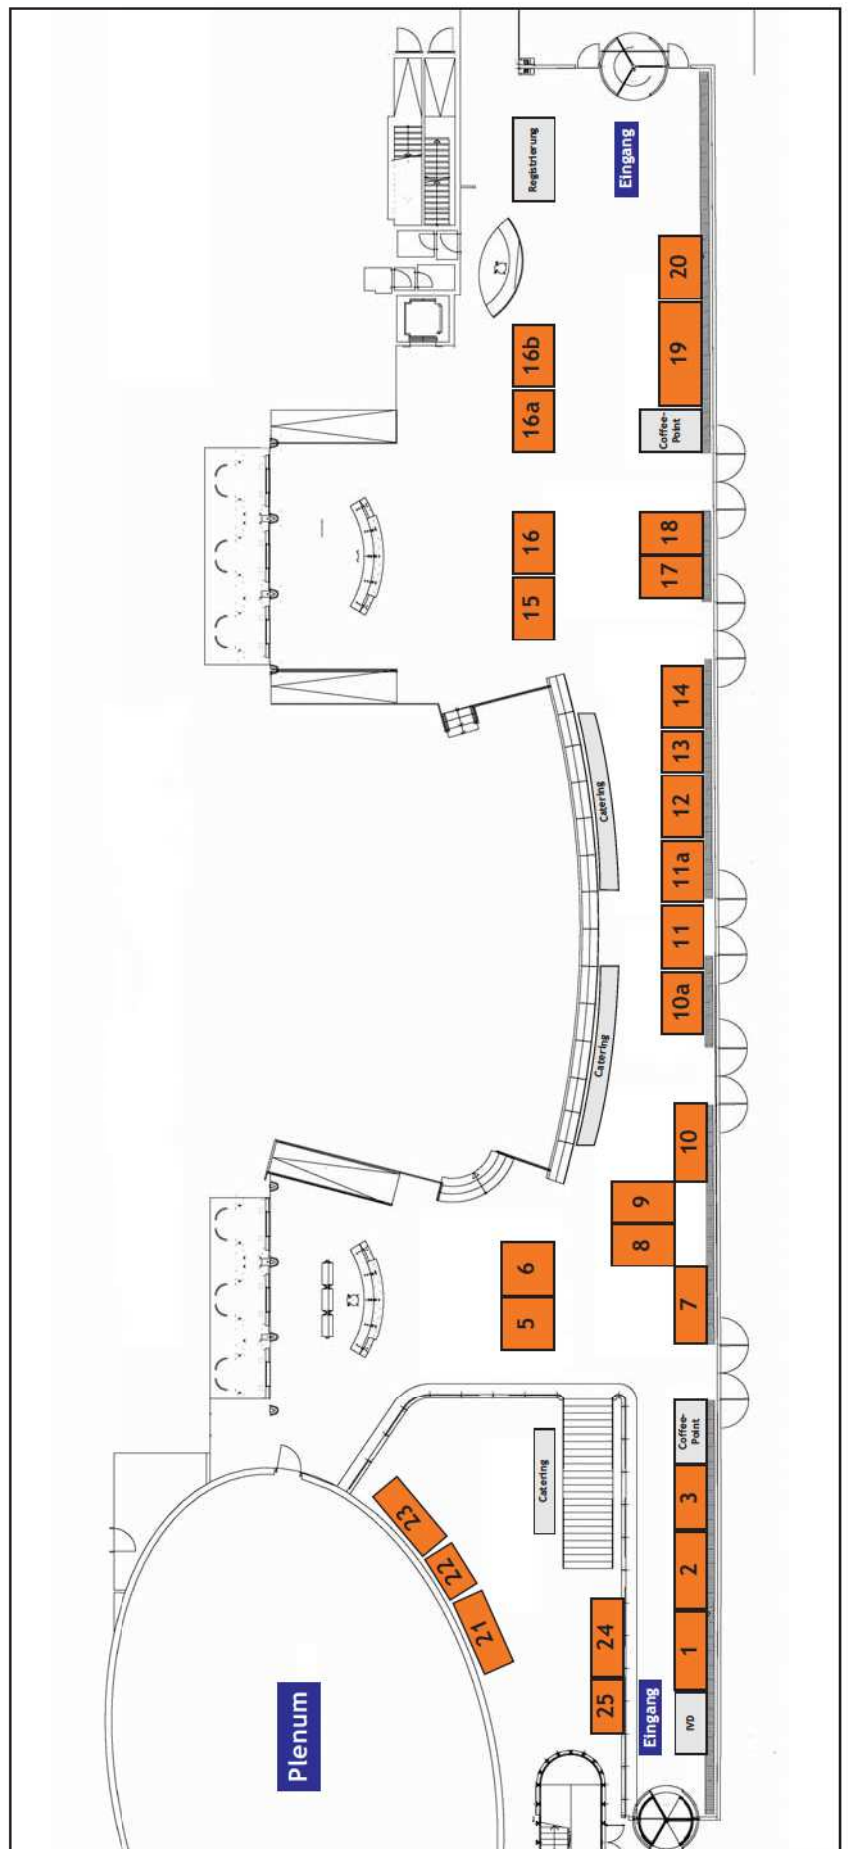 Registrierung
Eingang
20
19
16b
16a
Coffee-
Point
16
15
18
17
14
13
12
11a
11
10a
Catering
Catering
10
9
8
7
6
5
Coffee-
Point
Catering
3
2
1
23
22
21
24
25
Eingang
IVD
Plenum